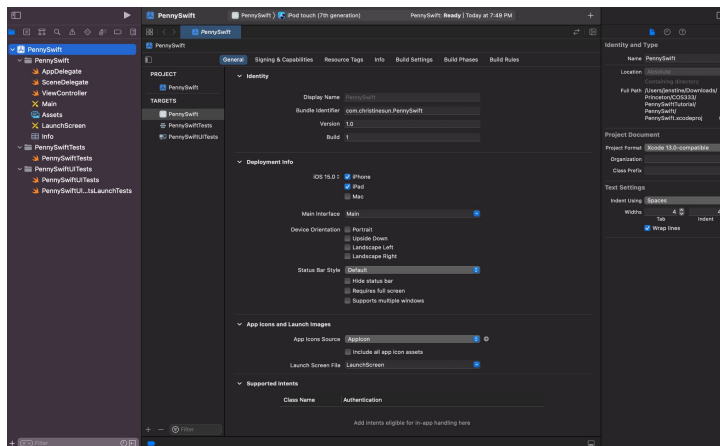 PennySwift
PennySwift
iPod touch (7th generation)
PennySwift: Ready | Today at 7:49 PM
PennySwift
PennySwift
PennySwift
AppDelegate
SceneDelegate
ViewController
Main
Assets
LaunchScreen
Info
PennySwiftTests
PennySwiftTests
PennySwiftUITests
PennySwiftUITests
PennySwiftUI...tsLaunchTests
Filter
PennySwift
PROJECT
PennySwift
TARGETS
PennySwift
PennySwiftTests
PennySwiftUITests
Filter
General
Signing & Capabilities
Resource Tags
Info
Build Settings
Build Phases
Build Rules
Identity
Display Name PennySwift
Bundle Identifier com.christinesun.PennySwift
Version 1.0
Build 1
Deployment Info
iOS 15.0 iPhone
iPad
Mac
Main Interface Main
Device Orientation Portrait
Upside Down
Landscape Left
Landscape Right
Status Bar Style Default
Hide status bar
Requires full screen
Supports multiple windows
App Icons and Launch Images
App Icons Source AppIcon
Include all app icon assets
Launch Screen File LaunchScreen
Supported Intents
Class Name Authentication
Add intents eligible for in-app handling here
Identity and Type
Name PennySwift
Location Absolute
Containing directory
Full Path /Users/jenstine/Downloads/
Princeton/COS333/
PennySwiftTutorial/
PennySwift/
PennySwift.xcodeproj
Project Document
Project Format Xcode 13.0-compatible
Organization
Class Prefix
Text Settings
Indent Using Spaces
Widths 4 4
Tab Indent
Wrap lines